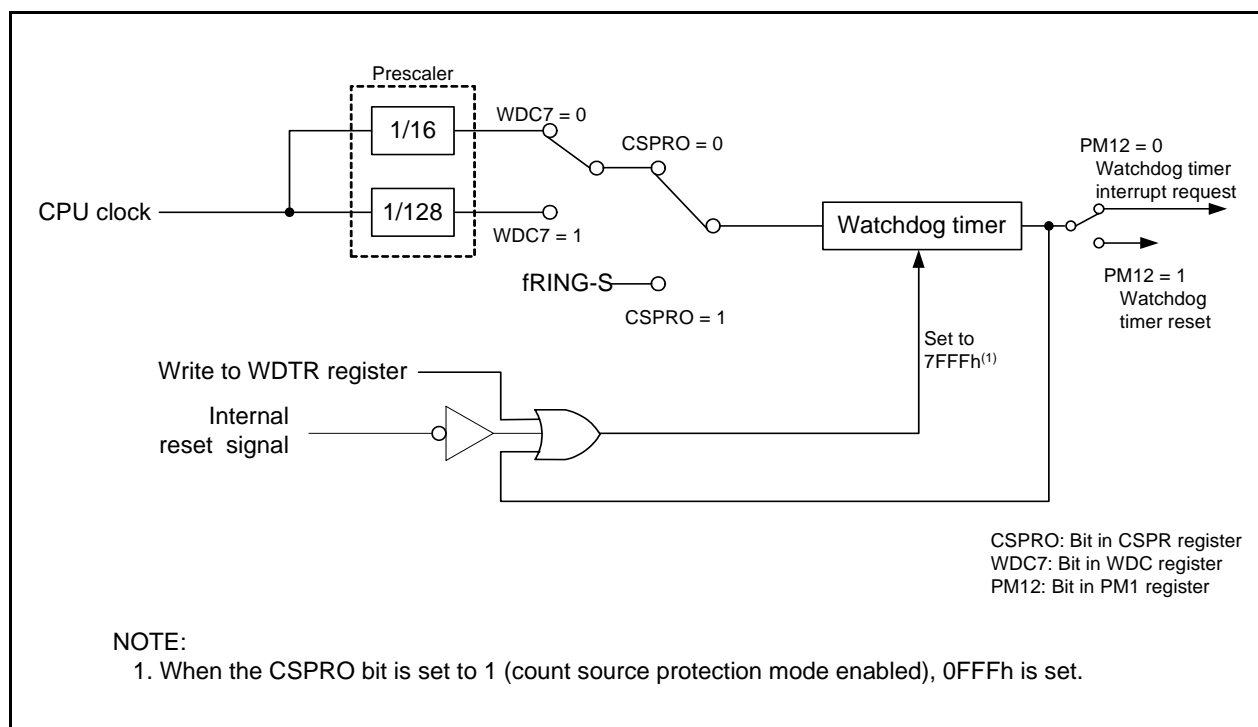 Prescaler
1/16
WDC7 = 0
CSPRO = 0
PM12 = 0
Watchdog timer
interrupt request
CPU clock
1/128
WDC7 = 1
Watchdog timer
fRING-S
CSPRO = 1
PM12 = 1
Watchdog
timer reset
Set to
7FFFh(1)
Write to WDTR register
Internal
reset signal
CSPRO: Bit in CSPR register
WDC7: Bit in WDC register
PM12: Bit in PM1 register
NOTE:
1. When the CSPRO bit is set to 1 (count source protection mode enabled), 0FFFh is set.